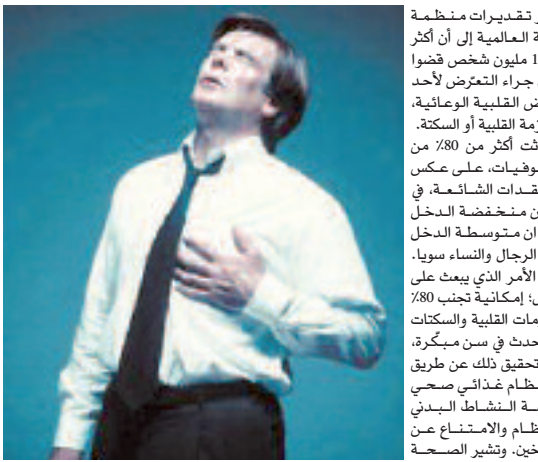 تقديرات منظمة
العالمية إلى أن أكثر
مليون شخص قضوا
جراء التعرّض لأحد
القلبية الوعائية،
القلبية أو السكتة.
أكثر من 80٪ من
على عكس
الشائعة، في
منخفضة الدخل
متوسطة الدخل
الرجال والنساء سويا.
الأمر الذي يبعث على
إمكانية تجنب 80٪
القلبية والسكتات
في سن مبكّرة،
تحقيق ذلك عن طريق
غذائي صحي
النشاط البدني
والامتناع عن
وتشير الصحة